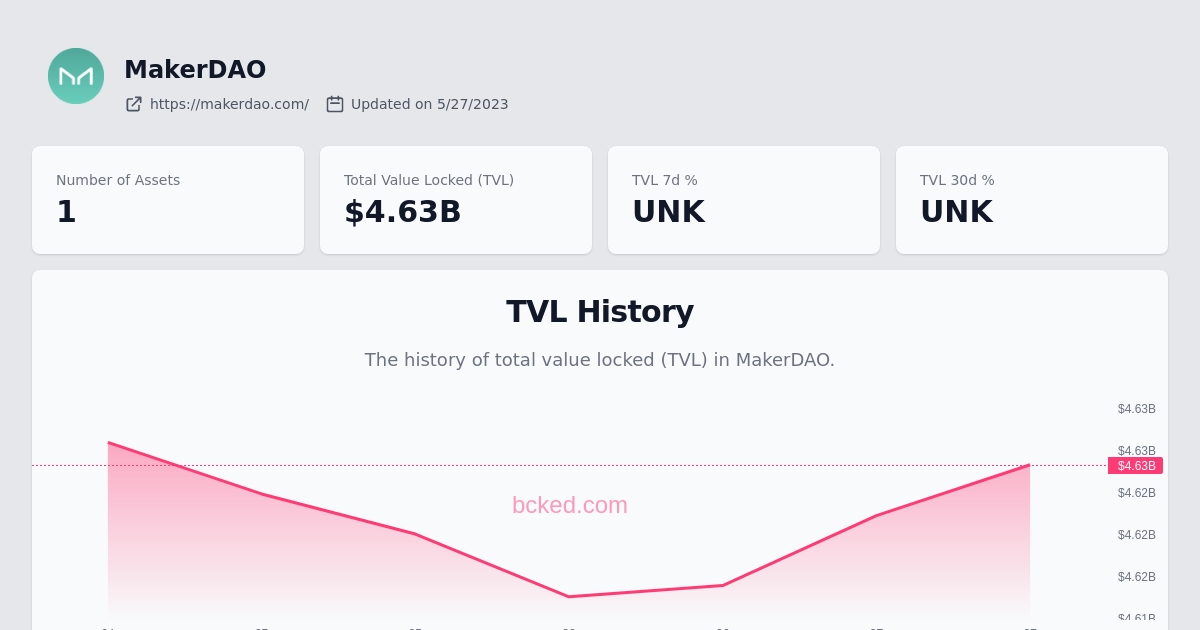 MakerDAO
https://makerdao.com/ Updated on 5/27/2023
Number of Assets
1
Total Value Locked (TVL)
$4.63B
TVL 7d %
UNK
TVL 30d %
UNK
TVL History
The history of total value locked (TVL) in MakerDAO.
$4.63B
$4.63B
$4.63B
$4.62B
bcked.com
$4.62B
$4.62B
$4.61B